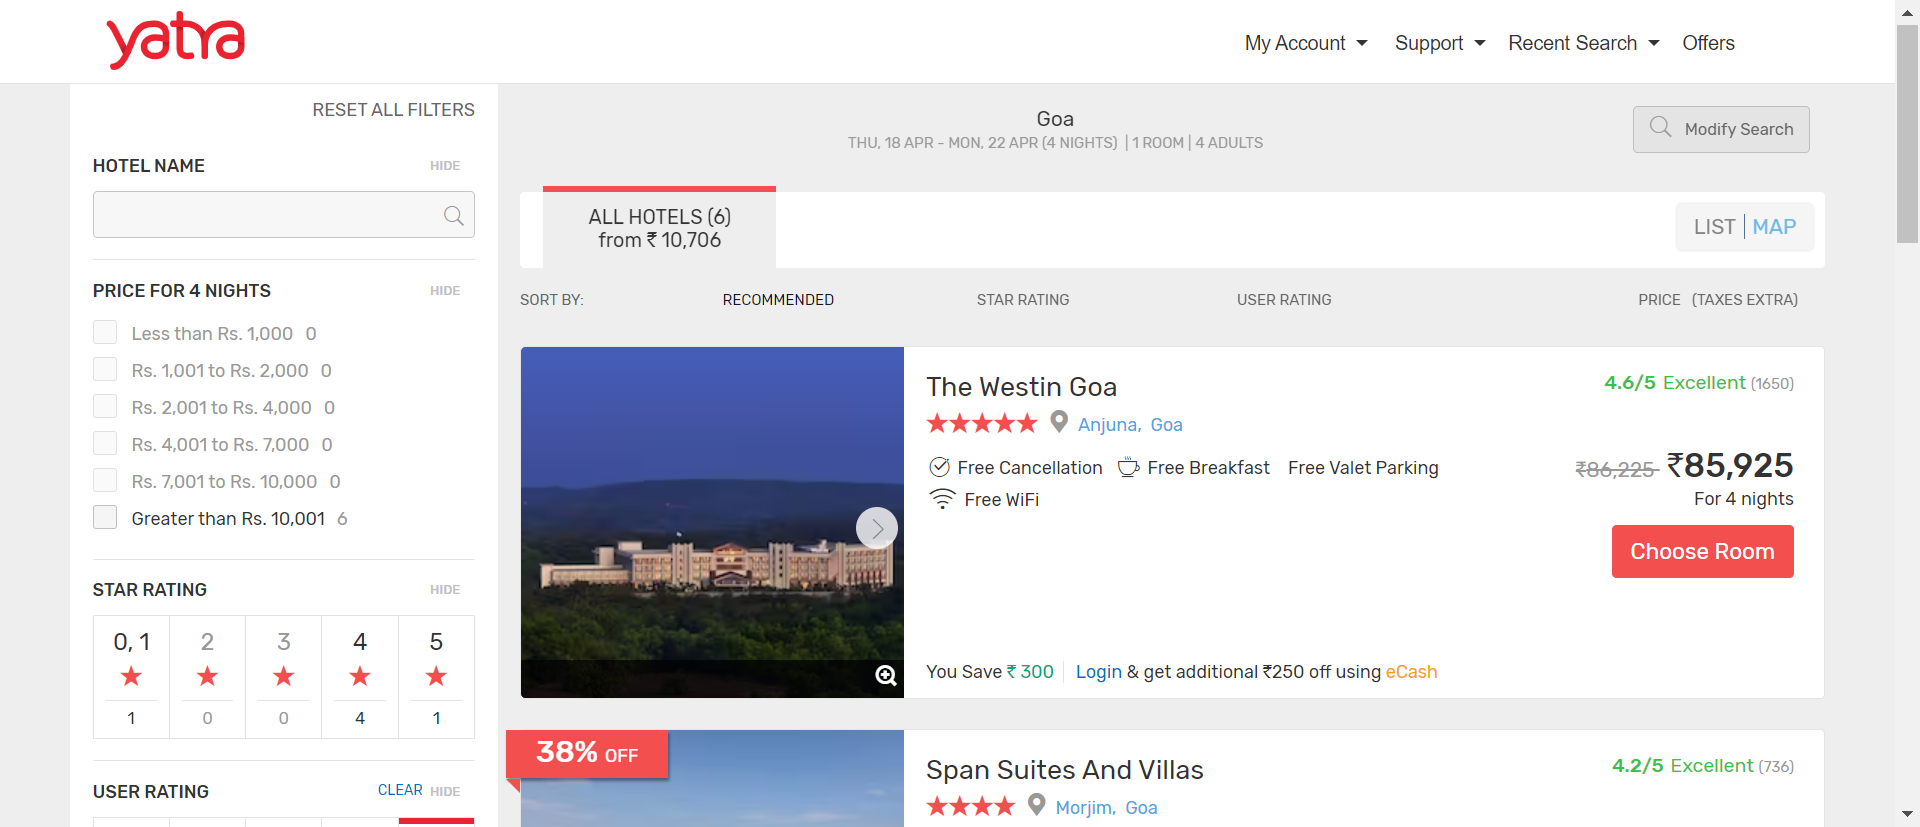 yatra
My Account
Support
Recent Search
Offers
RESET ALL FILTERS
HOTEL NAME
HIDE
PRICE FOR 4 NIGHTS
HIDE
Less than Rs. 1,000 0
Rs. 1,001 to Rs. 2,000 0
Rs. 2,001 to Rs. 4,000 0
Rs. 4,001 to Rs. 7,000 0
Rs. 7,001 to Rs. 10,000 0
Greater than Rs. 10,001 6
STAR RATING
HIDE
0, 1
2
3
4
5
1
0
0
4
1
USER RATING
CLEAR
HIDE
Goa
THU, 18 APR - MON, 22 APR (4 NIGHTS) | 1 ROOM | 4 ADULTS
Modify Search
ALL HOTELS (6)
from ₹ 10,706
LIST | MAP
SORT BY:
RECOMMENDED
STAR RATING
USER RATING
PRICE (TAXES EXTRA)
The Westin Goa
4.6/5 Excellent (1650)
Anjuna, Goa
Free Cancellation
Free Breakfast
Free Valet Parking
Free WiFi
₹86,225 ₹85,925
For 4 nights
Choose Room
You Save ₹ 300
Login & get additional ₹250 off using eCash
38% OFF
Span Suites And Villas
4.2/5 Excellent (736)
Morjim, Goa